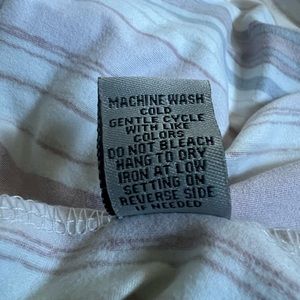 MACHINE WASH
COLD
GENTLE CYCLE
WITH LIKE
COLORS
DO NOT BLEACH
HANG TO DRY
IRON AT LOW
SETTING ON
REVERSE SIDE
IF NEEDED